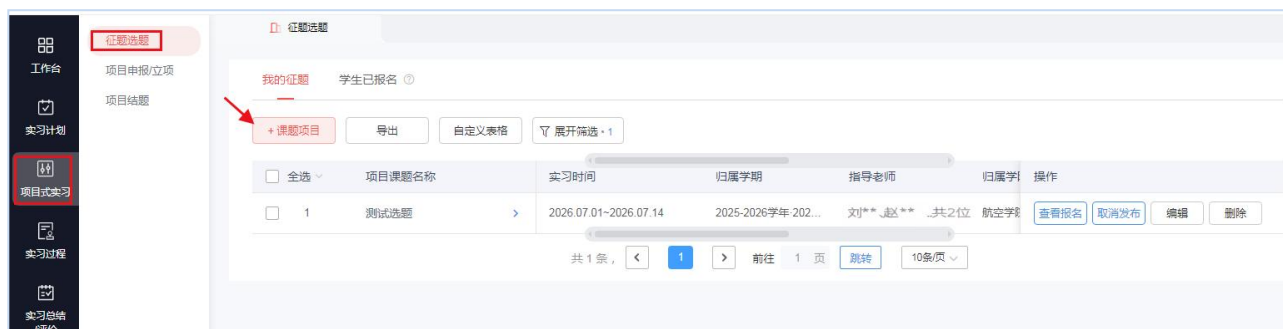 征题选题
征题选题
工作台
项目申报/立项
项目结题
我的征题 学生已报名
实习计划
+课题项目 导出 自定义表格 展开筛选·1
项目式实习
全选 项目课题名称 实习时间 归属学期 指导老师 归属学 操作
1 测试选题 2026.07.01~2026.07.14 2025-2026学年 202... 刘**、赵** ...共2位 航空学院 查看报名 取消发布 编辑 删除
实习过程
共1条, < 1 > 前往 1 页 跳转 10条/页
实习总结